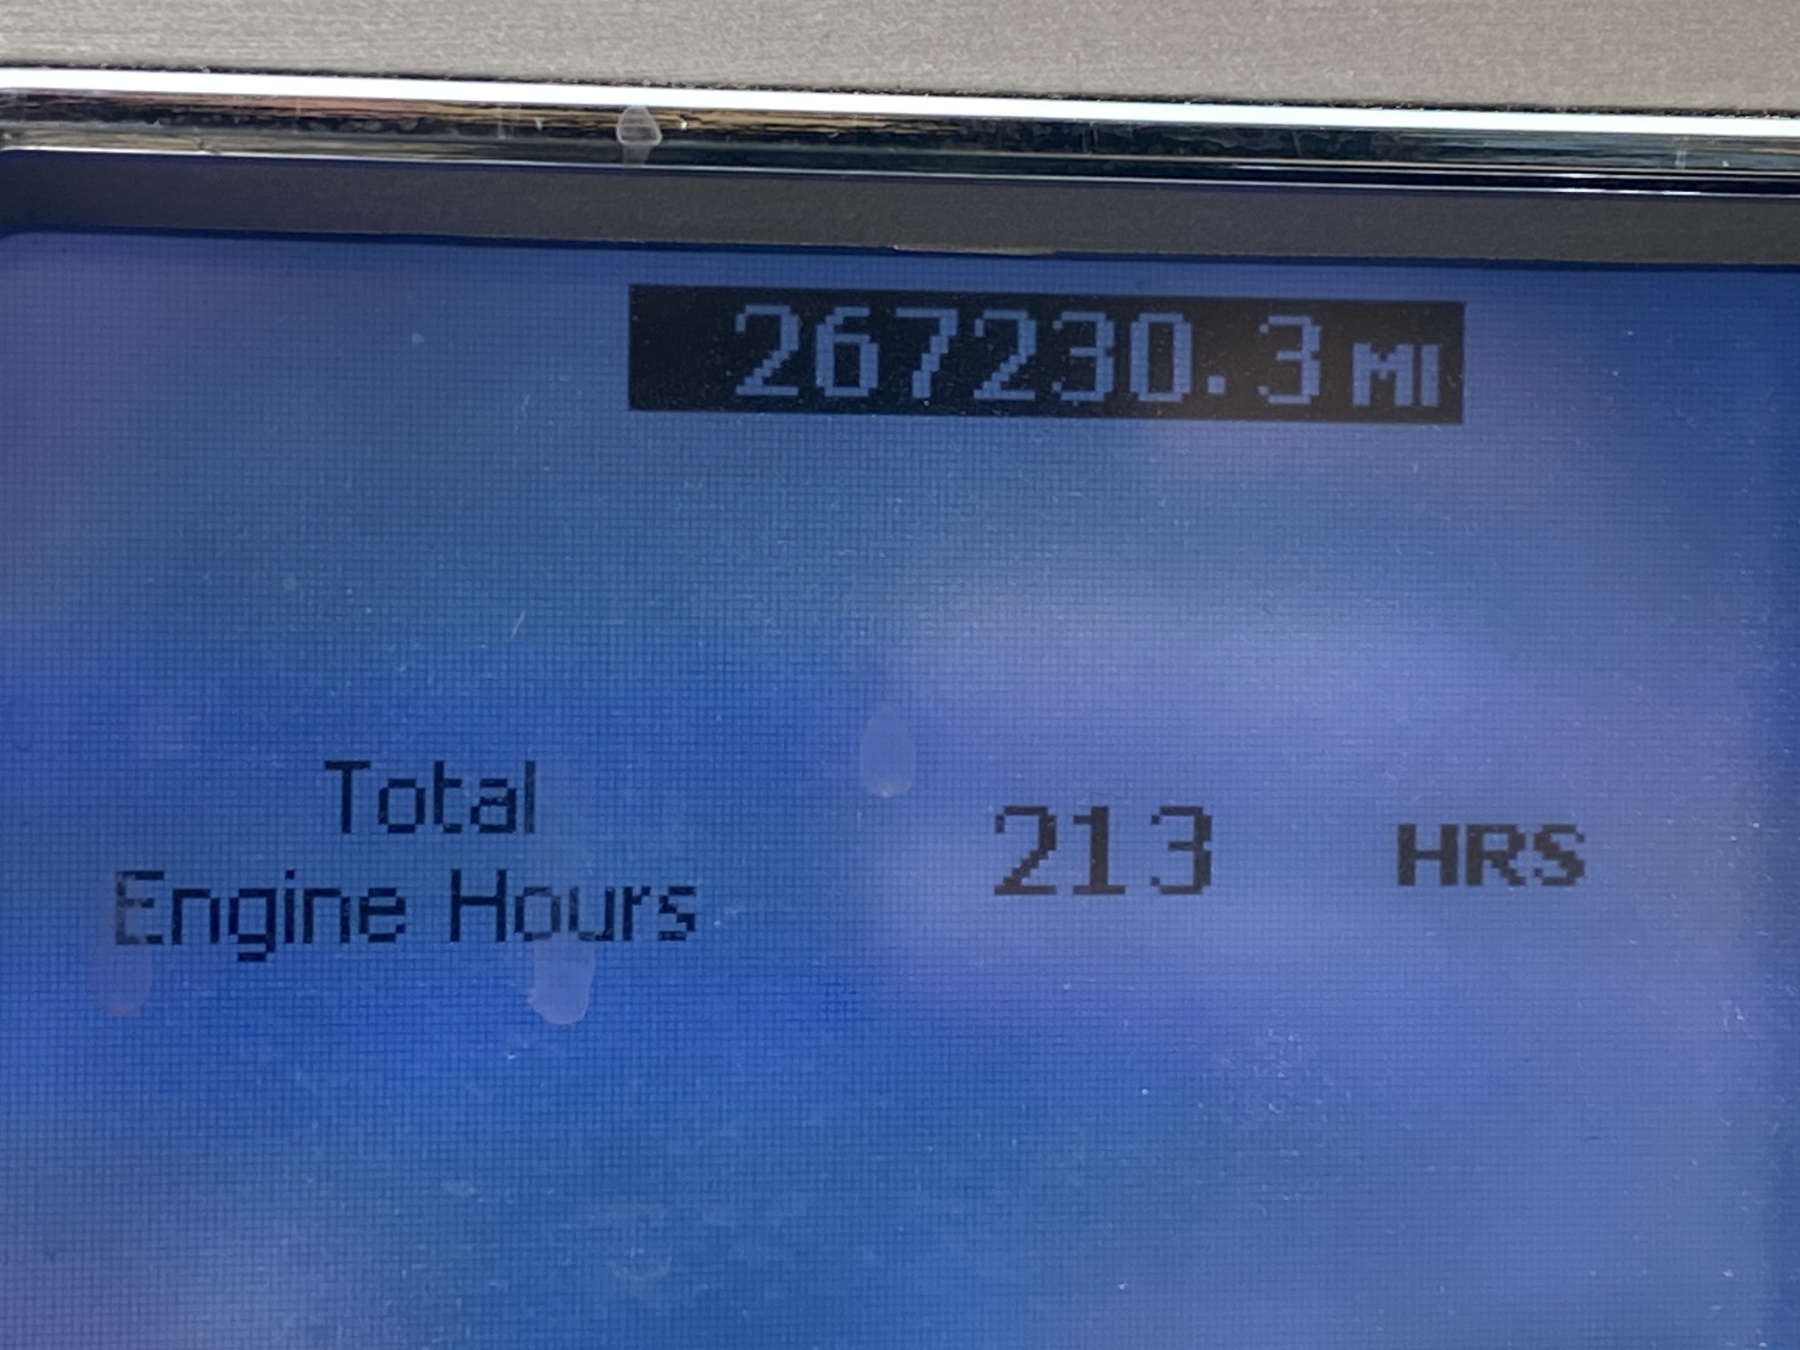 267230.3 MI
Total
Engine Hours
213 HRS